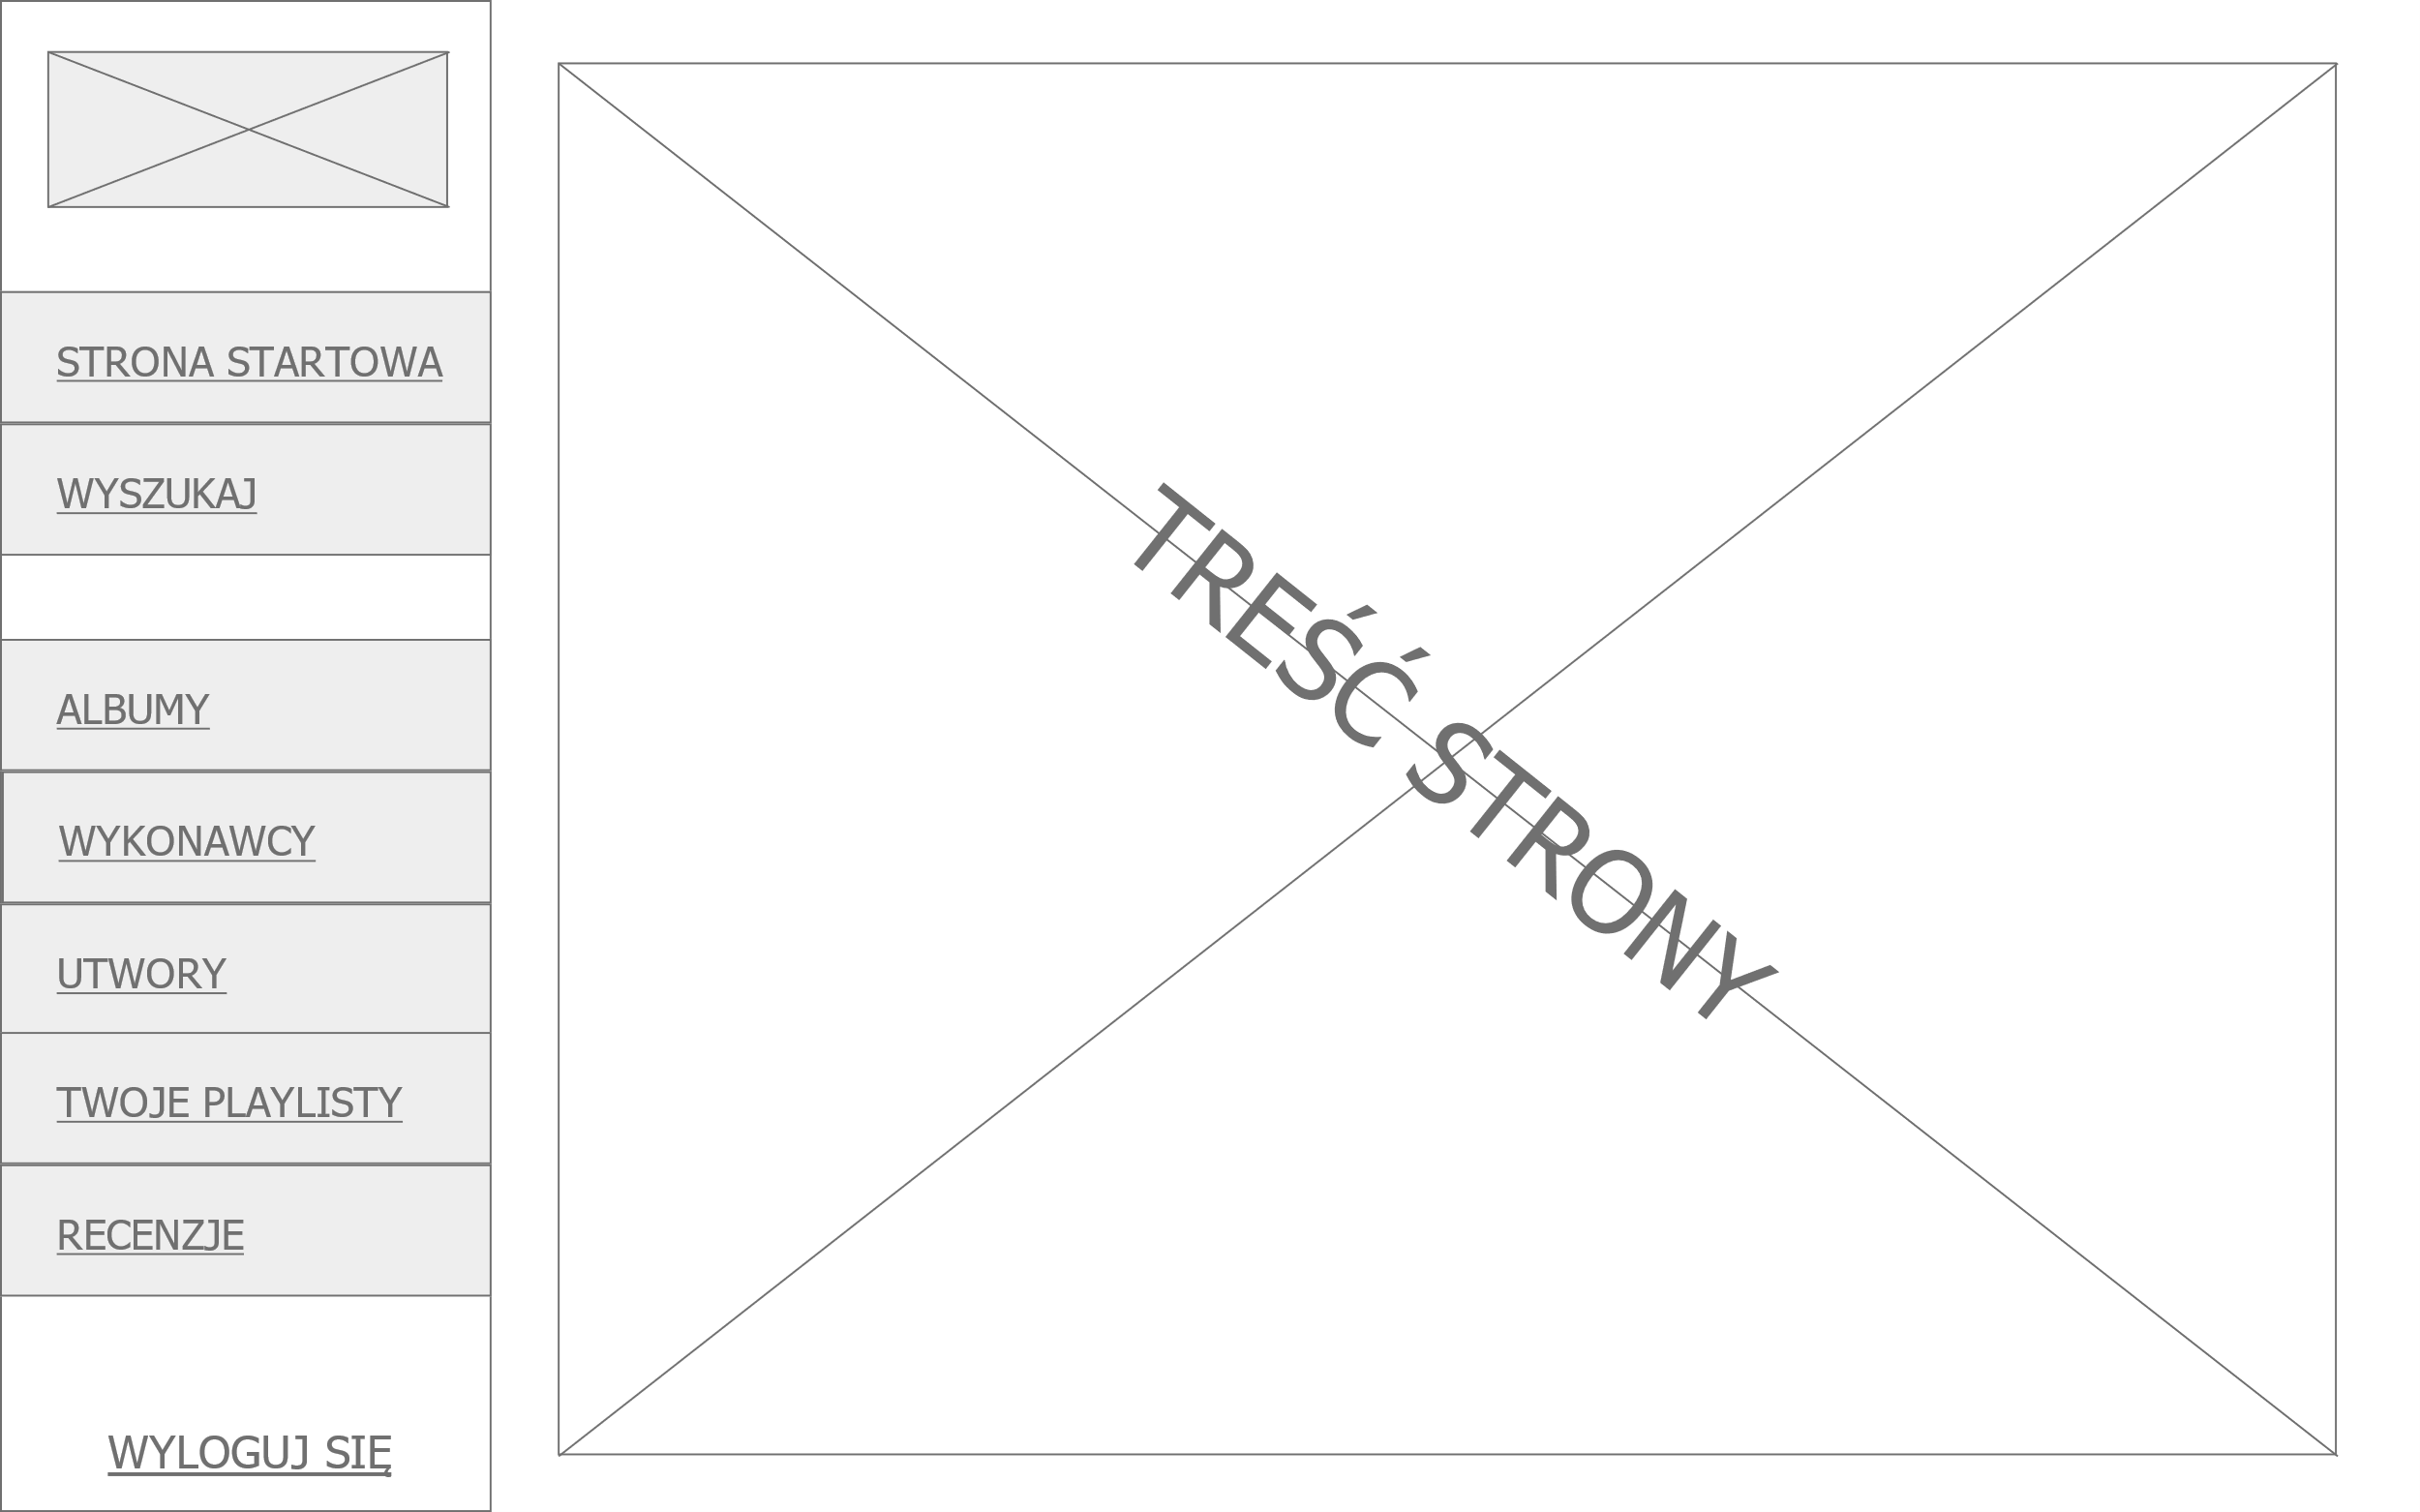 STRONA STARTOWA
WYSZUKAJ
ALBUMY
WYKONAWCY
UTWORY
TWOJE PLAYLISTY
RECENZJE
WYLOGUJ SIĘ
TREŚĆ STRONY